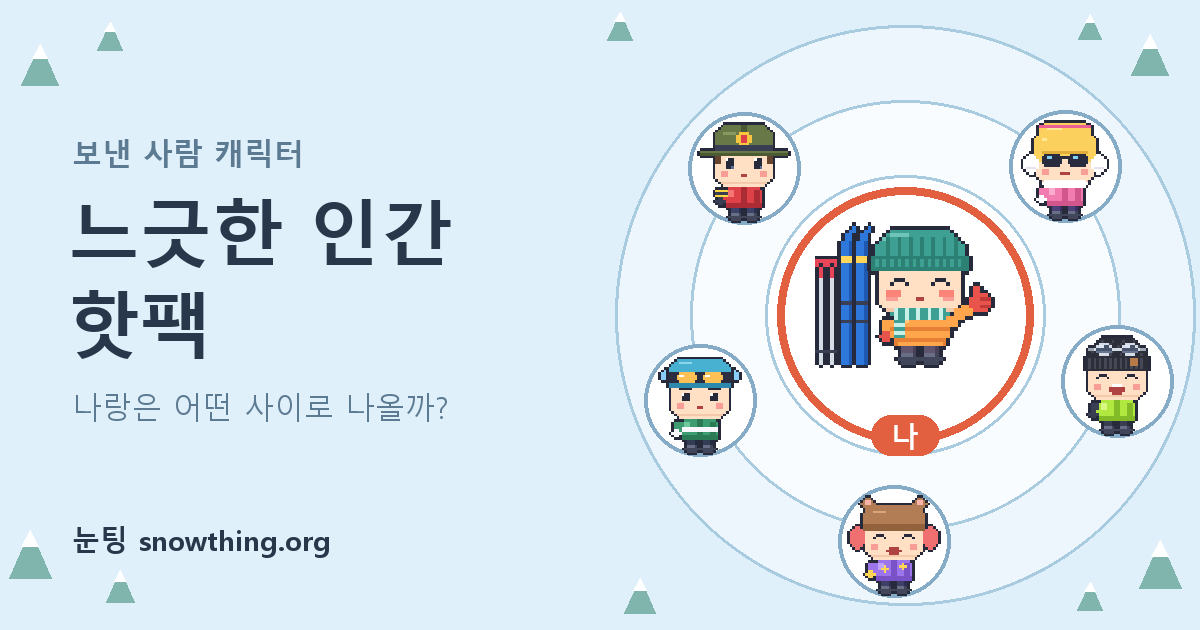 보낸 사람 캐릭터
느긋한 인간
핫팩
나랑은 어떤 사이로 나올까?
눈팅 snowthing.org
나